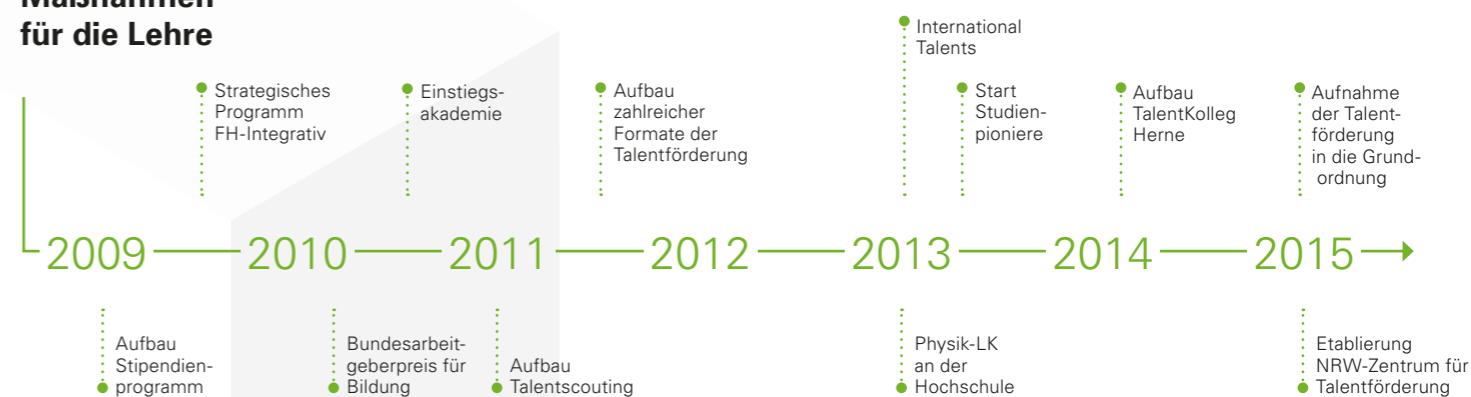 Maßnahmen
für die Lehre
International
Talents
Strategisches
Programm
FH-Integrativ
Einstiegs-
akademie
Aufbau
zahlreicher
Formate der
Talentförderung
Start
Studien-
pioniere
Aufbau
TalentKolleg
Herne
Aufnahme
der Talent-
förderung
in die Grund-
ordnung
2009
2010
2011
2012
2013
2014
2015
Aufbau
Stipendien-
programm
Bundesarbeit-
geberpreis für
Bildung
Aufbau
Talentscouting
Physik-LK
an der
Hochschule
Etablierung
NRW-Zentrum für
Talentförderung